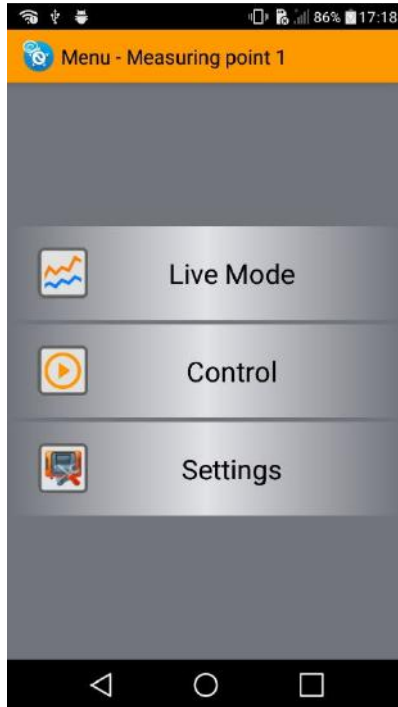 86% 17:18
Menu - Measuring point 1
Live Mode
Control
Settings